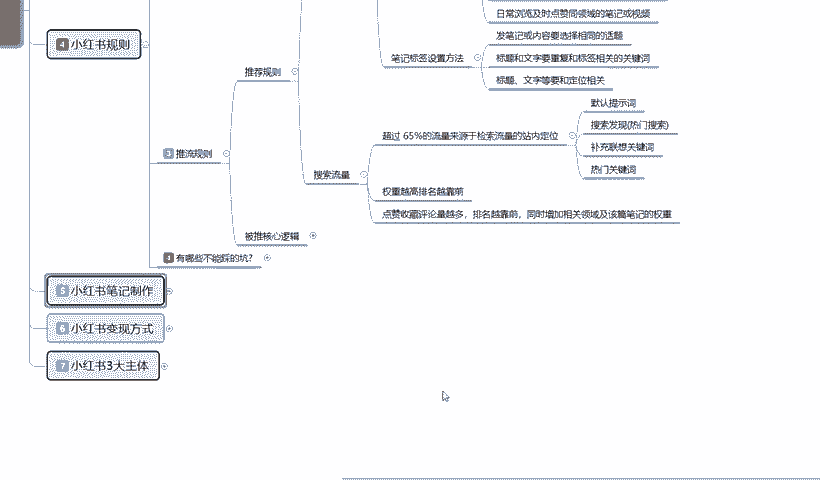 日常浏览及时点赞同领域的笔记或视频
4 小红书规则
发笔记或内容要选择相同的话题
笔记标签设置方法
标题和文字要重复和标签相关的关键词
标题、文字等要和定位相关
推荐规则
默认提示词
搜索发现(热门搜索)
超过 65%的流量来源于检索流量的站内定位
补充联想关键词
热门关键词
3 推流规则
搜索流量
权重越高排名越靠前
点赞收藏评论量越多，排名越靠前，同时增加相关领域及该篇笔记的权重
被推核心逻辑
4 有哪些不能踩的坑?
5 小红书笔记制作
6 小红书变现方式
7 小红书3大主体